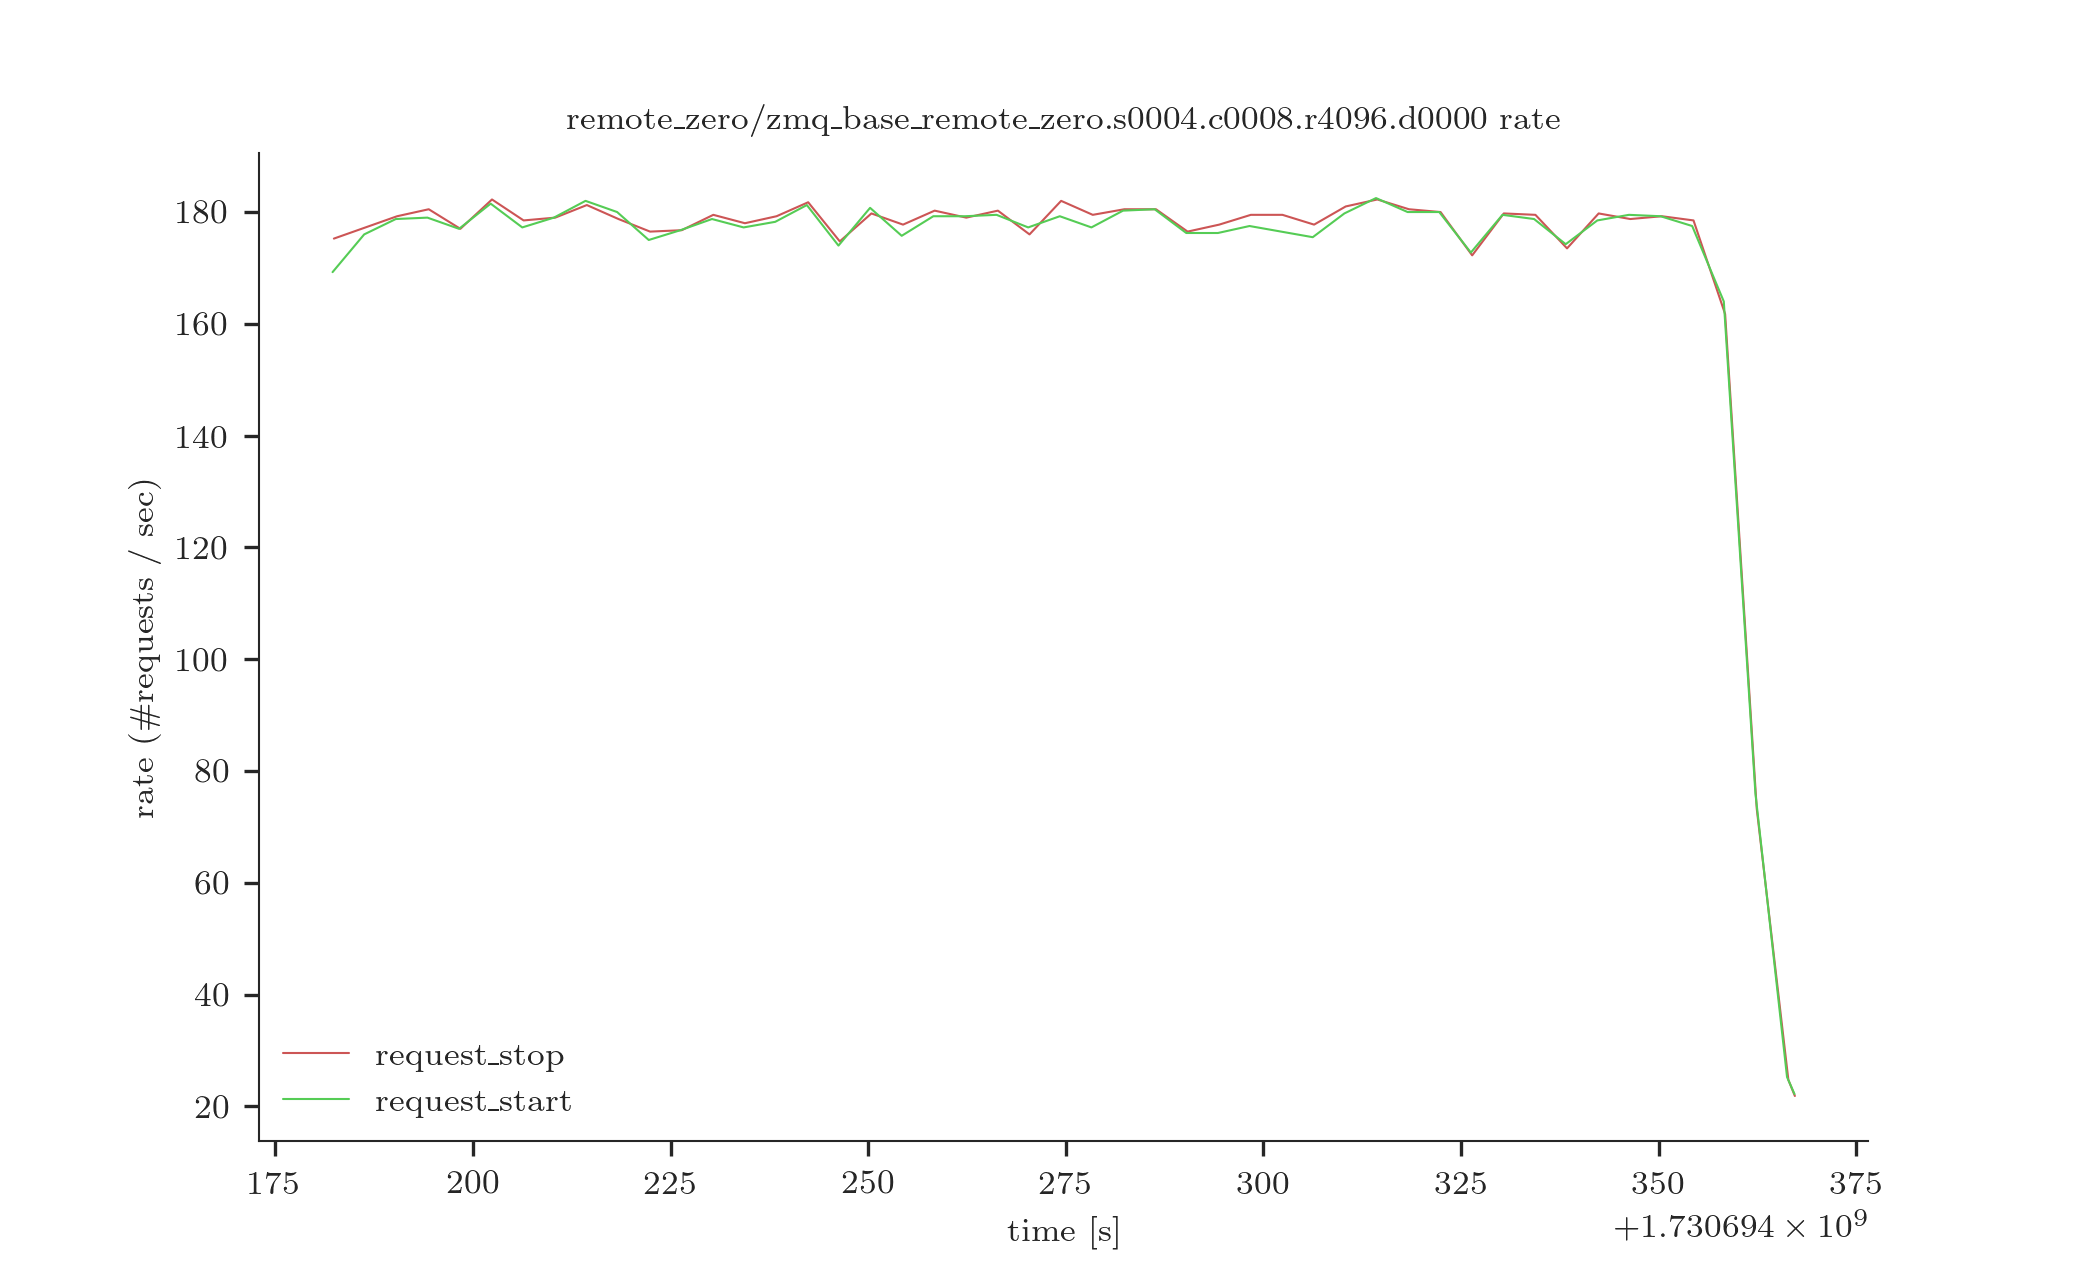 remote_zero/zmq_base_remote_zero.s0004.c0008.r4096.d0000 rate
rate (#requests / sec)
180
160
140
120
100
80
60
40
20
request_stop
request_start
175 200 225 250 275 300 325 350 375
time [s]
+1.730694 × 10⁹